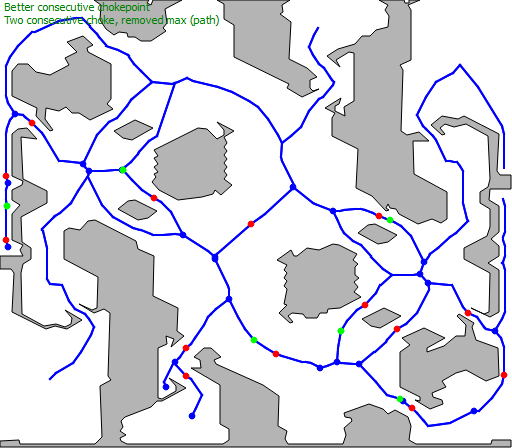 Better consecutive chokepoint
Two consecutive choke, removed max (path)